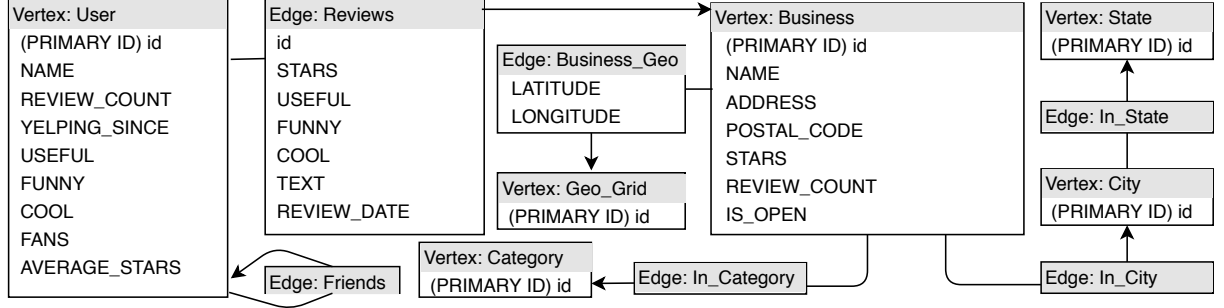 Vertex: User
(PRIMARY ID) id
NAME
REVIEW_COUNT
YELPING_SINCE
USEFUL
FUNNY
COOL
FANS
AVERAGE_STARS
Edge: Reviews
id
STARS
USEFUL
FUNNY
COOL
TEXT
REVIEW_DATE
Edge: Friends
Edge: Business_Geo
LATITUDE
LONGITUDE
Vertex: Geo_Grid
(PRIMARY ID) id
Vertex: Category
(PRIMARY ID) id
Edge: In_Category
Vertex: Business
(PRIMARY ID) id
NAME
ADDRESS
POSTAL_CODE
STARS
REVIEW_COUNT
IS_OPEN
Vertex: State
(PRIMARY ID) id
Edge: In_State
Vertex: City
(PRIMARY ID) id
Edge: In_City